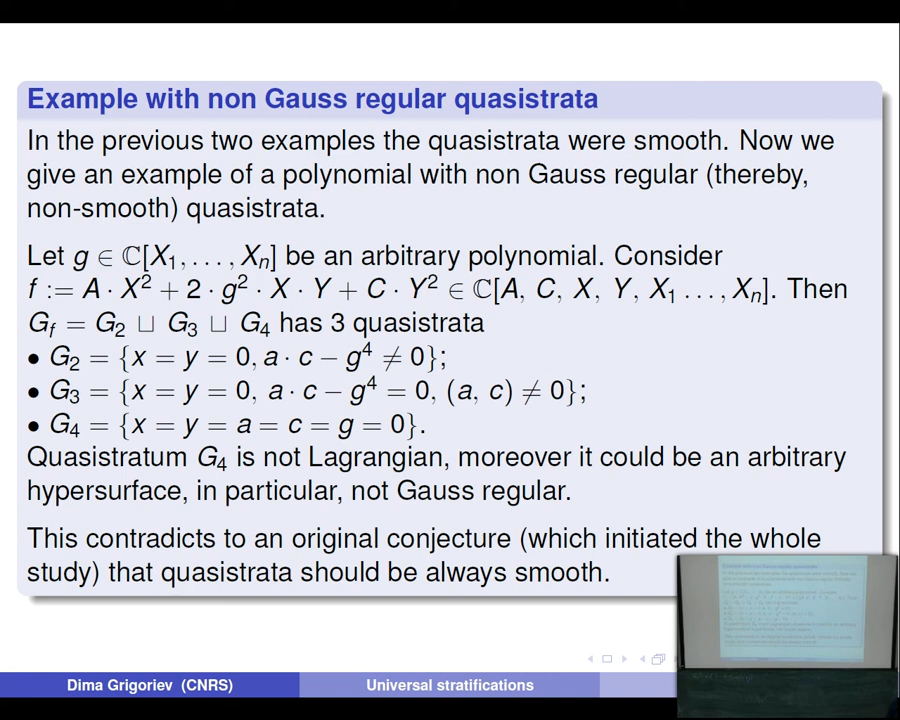 Example with non Gauss regular quasistrata
In the previous two examples the quasistrata were smooth. Now we
give an example of a polynomial with non Gauss regular (thereby,
non-smooth) quasistrata.
Let g ∈ ℂ[X₁, . . . , Xₙ] be an arbitrary polynomial. Consider
f := A · X² + 2 · g² · X · Y + C · Y² ∈ ℂ[A, C, X, Y, X₁ . . . , Xₙ]. Then
G_f = G₂ ⊔ G₃ ⊔ G₄ has 3 quasistrata
• G₂ = {x = y = 0, a · c − g⁴ ≠ 0};
• G₃ = {x = y = 0, a · c − g⁴ = 0, (a, c) ≠ 0};
• G₄ = {x = y = a = c = g = 0}.
Quasistratum G₄ is not Lagrangian, moreover it could be an arbitrary
hypersurface, in particular, not Gauss regular.
This contradicts to an original conjecture (which initiated the whole
study) that quasistrata should be always smooth.
Dima Grigoriev (CNRS) Universal stratifications